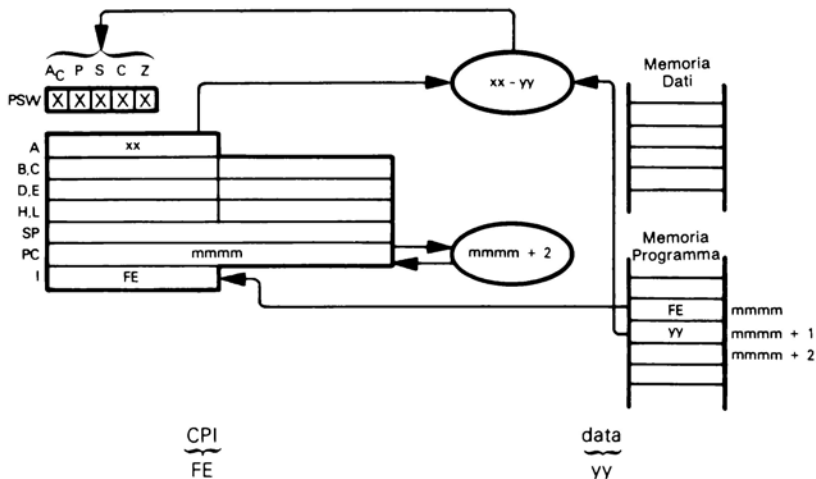 AC P S C Z
PSW X X X X X
xx - yy
Memoria
Dati
A xx
B,C
D,E
H,L
SP
PC mmmm
I FE
mmmm + 2
Memoria
Programma
FE mmmm
yy mmmm + 1
mmmm + 2
CPI
FE
data
yy